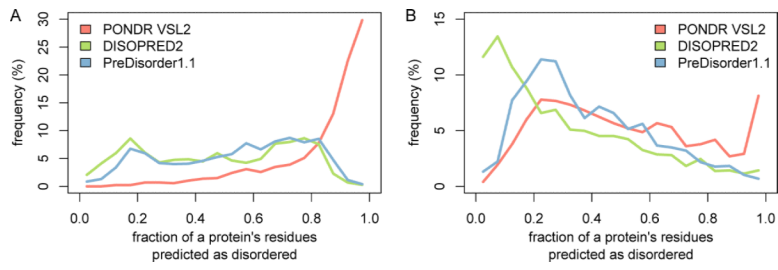 A
PONDR VSL2
DISOPRED2
PreDisorder1.1
frequency (%)
30
25
20
15
10
5
0
0.0 0.2 0.4 0.6 0.8 1.0
fraction of a protein's residues
predicted as disordered
B
PONDR VSL2
DISOPRED2
PreDisorder1.1
frequency (%)
15
10
5
0
0.0 0.2 0.4 0.6 0.8 1.0
fraction of a protein's residues
predicted as disordered